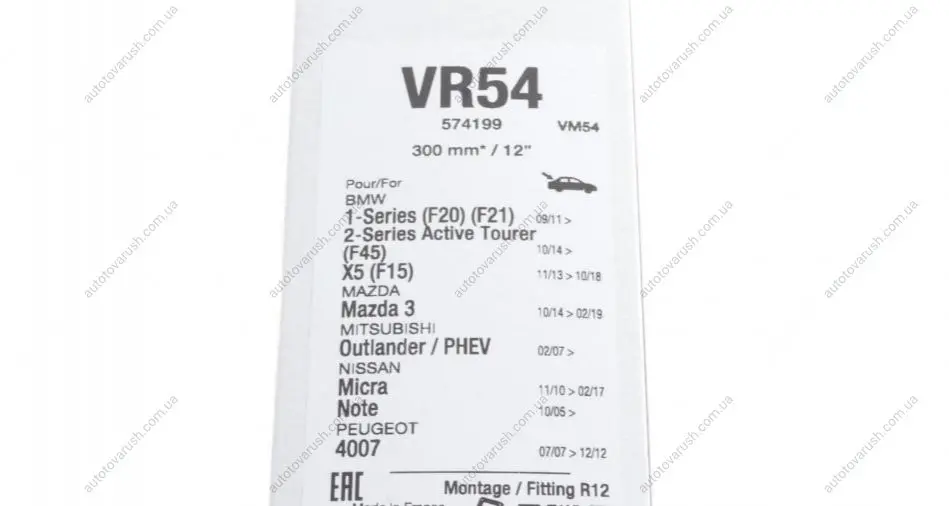 VR54
574199 VM54
300 mm* / 12"
Pour/For
BMW
1-Series (F20) (F21) 09/11 >
2-Series Active Tourer
(F45) 10/14 >
X5 (F15) 11/13 > 10/18
MAZDA
Mazda 3 10/14 > 02/19
MITSUBISHI
Outlander / PHEV 02/07 >
NISSAN
Micra 11/10 > 02/17
Note 10/05 >
PEUGEOT
4007 07/07 > 12/12
EAC Montage / Fitting R12
Made in France
autotovarush.com.ua